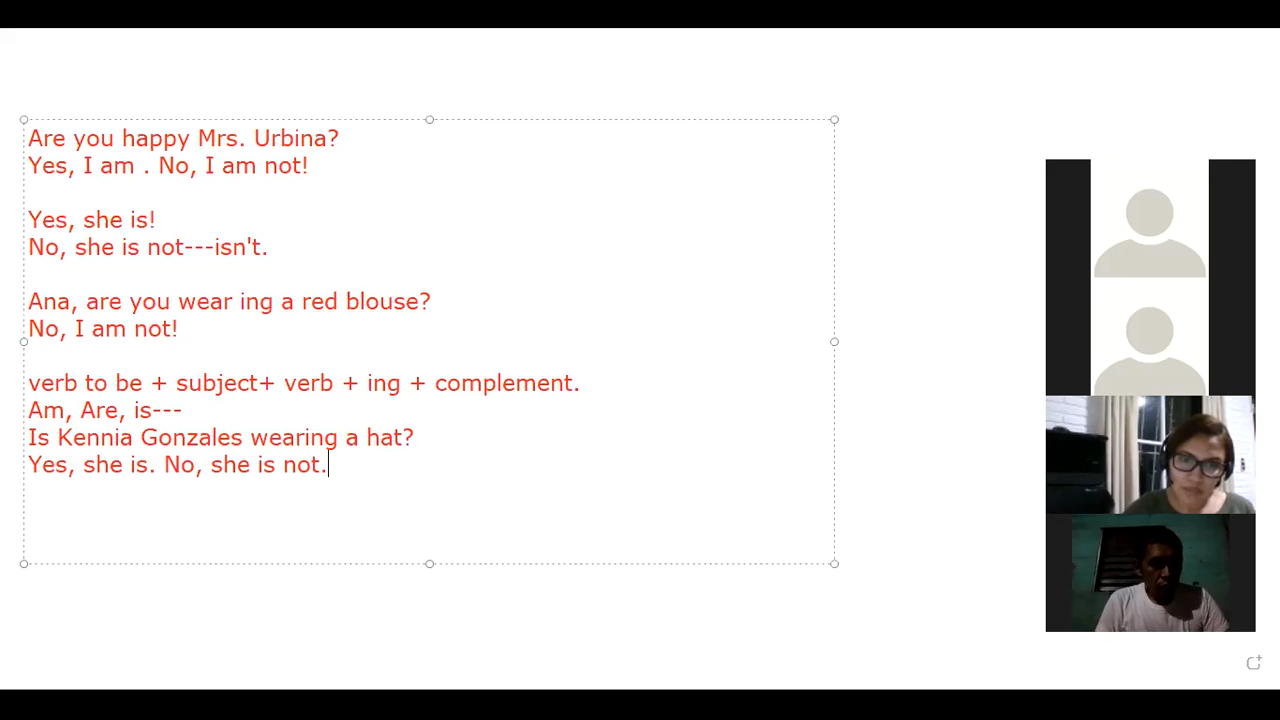 Are you happy Mrs. Urbina?
Yes, I am . No, I am not!
Yes, she is!
No, she is not---isn't.
Ana, are you wear ing a red blouse?
No, I am not!
verb to be + subject+ verb + ing + complement.
Am, Are, is---
Is Kennia Gonzales wearing a hat?
Yes, she is. No, she is not.